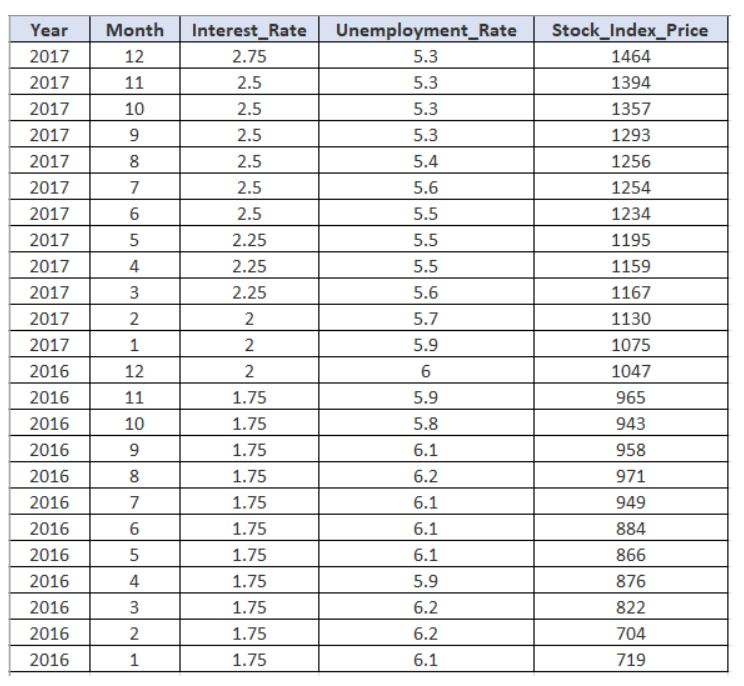 Year Month Interest_Rate Unemployment_Rate Stock_Index_Price
2017 12 2.75 5.3 1464
2017 11 2.5 5.3 1394
2017 10 2.5 5.3 1357
2017 9 2.5 5.3 1293
2017 8 2.5 5.4 1256
2017 7 2.5 5.6 1254
2017 6 2.5 5.5 1234
2017 5 2.25 5.5 1195
2017 4 2.25 5.5 1159
2017 3 2.25 5.6 1167
2017 2 2 5.7 1130
2017 1 2 5.9 1075
2016 12 2 6 1047
2016 11 1.75 5.9 965
2016 10 1.75 5.8 943
2016 9 1.75 6.1 958
2016 8 1.75 6.2 971
2016 7 1.75 6.1 949
2016 6 1.75 6.1 884
2016 5 1.75 6.1 866
2016 4 1.75 5.9 876
2016 3 1.75 6.2 822
2016 2 1.75 6.2 704
2016 1 1.75 6.1 719